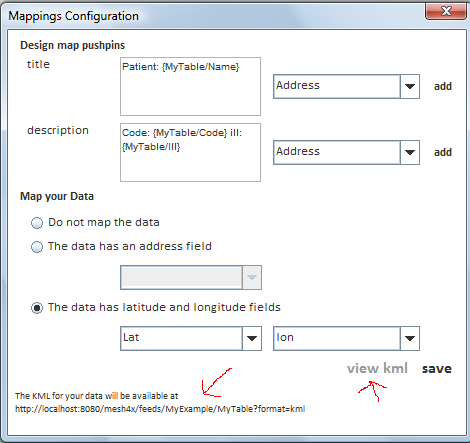 Mappings Configuration
Design map pushpins
title
Patient: {MyTable/Name}
Address
add
description
Code: {MyTable/Code} ill:
{MyTable/Ill}
Address
add
Map your Data
Do not map the data
The data has an address field
The data has latitude and longitude fields
Lat
lon
view kml
save
The KML for your data will be available at
http://localhost:8080/mesh4x/feeds/MyExample/MyTable?format=kml